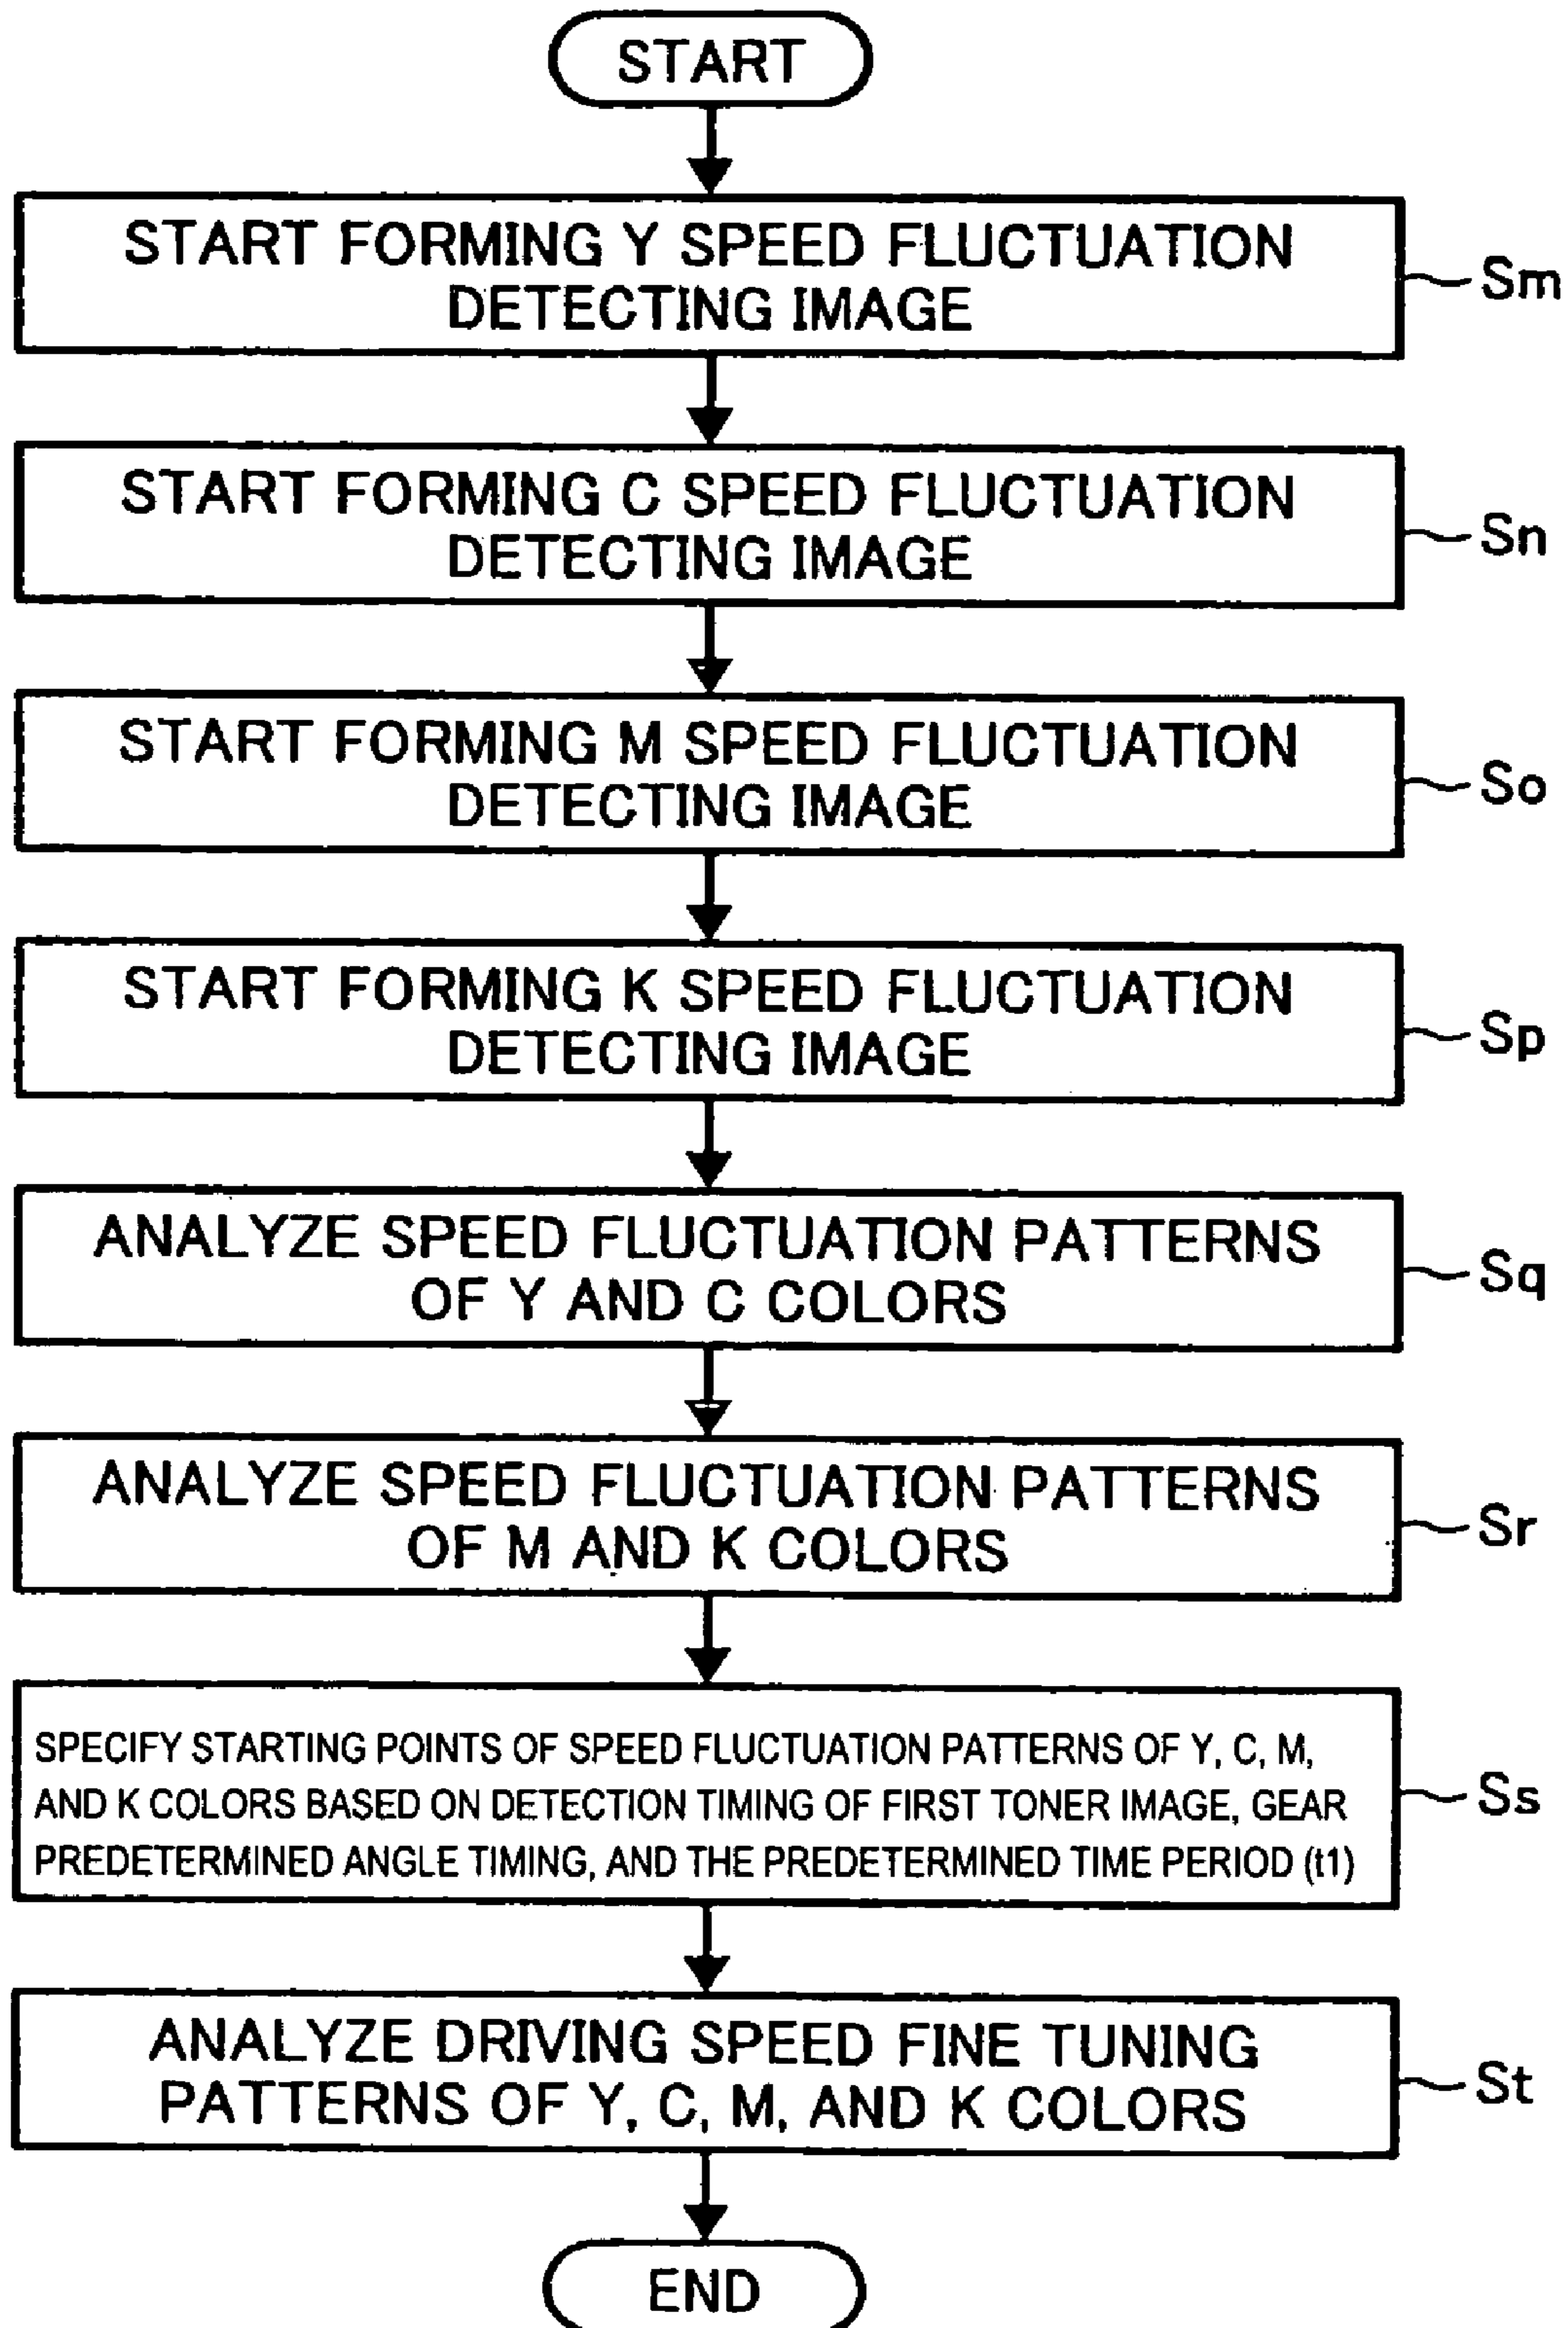 START
START FORMING Y SPEED FLUCTUATION
DETECTING IMAGE
Sm
START FORMING C SPEED FLUCTUATION
DETECTING IMAGE
Sn
START FORMING M SPEED FLUCTUATION
DETECTING IMAGE
So
START FORMING K SPEED FLUCTUATION
DETECTING IMAGE
Sp
ANALYZE SPEED FLUCTUATION PATTERNS
OF Y AND C COLORS
Sq
ANALYZE SPEED FLUCTUATION PATTERNS
OF M AND K COLORS
Sr
SPECIFY STARTING POINTS OF SPEED FLUCTUATION PATTERNS OF Y, C, M,
AND K COLORS BASED ON DETECTION TIMING OF FIRST TONER IMAGE, GEAR
PREDETERMINED ANGLE TIMING, AND THE PREDETERMINED TIME PERIOD (t1)
Ss
ANALYZE DRIVING SPEED FINE TUNING
PATTERNS OF Y, C, M, AND K COLORS
St
END